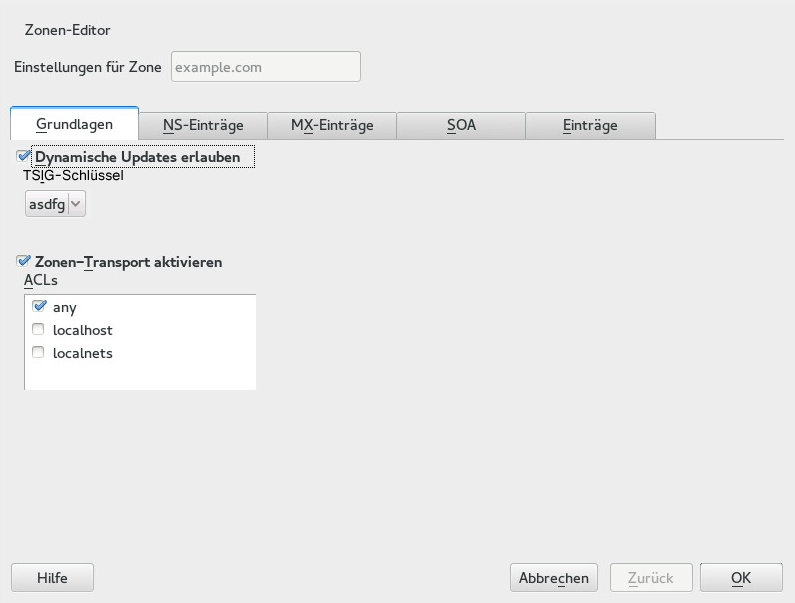 Zonen-Editor
Einstellungen für Zone example.com
Grundlagen NS-Einträge MX-Einträge SOA Einträge
Dynamische Updates erlauben
TSIG-Schlüssel
asdfg
Zonen–Transport aktivieren
ACLs
any
localhost
localnets
Hilfe Abbrechen Zurück OK